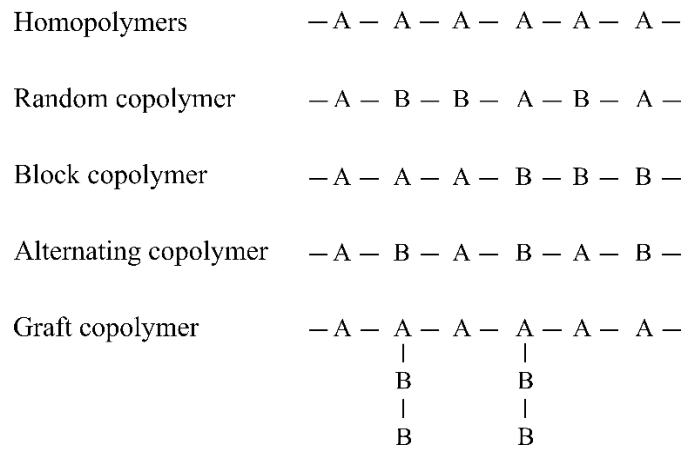 Homopolymers – A – A – A – A – A – A –
Random copolymer – A – B – B – A – B – A –
Block copolymer – A – A – A – B – B – B –
Alternating copolymer – A – B – A – B – A – B –
Graft copolymer – A – A – A – A – A – A –
| |
B B
| |
B B